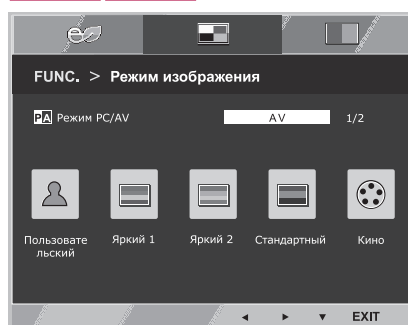 FUNC. > Режим изображения
PA Режим PC/AV AV 1/2
Пользовате
льский
Яркий 1
Яркий 2
Стандартный
Кино
EXIT